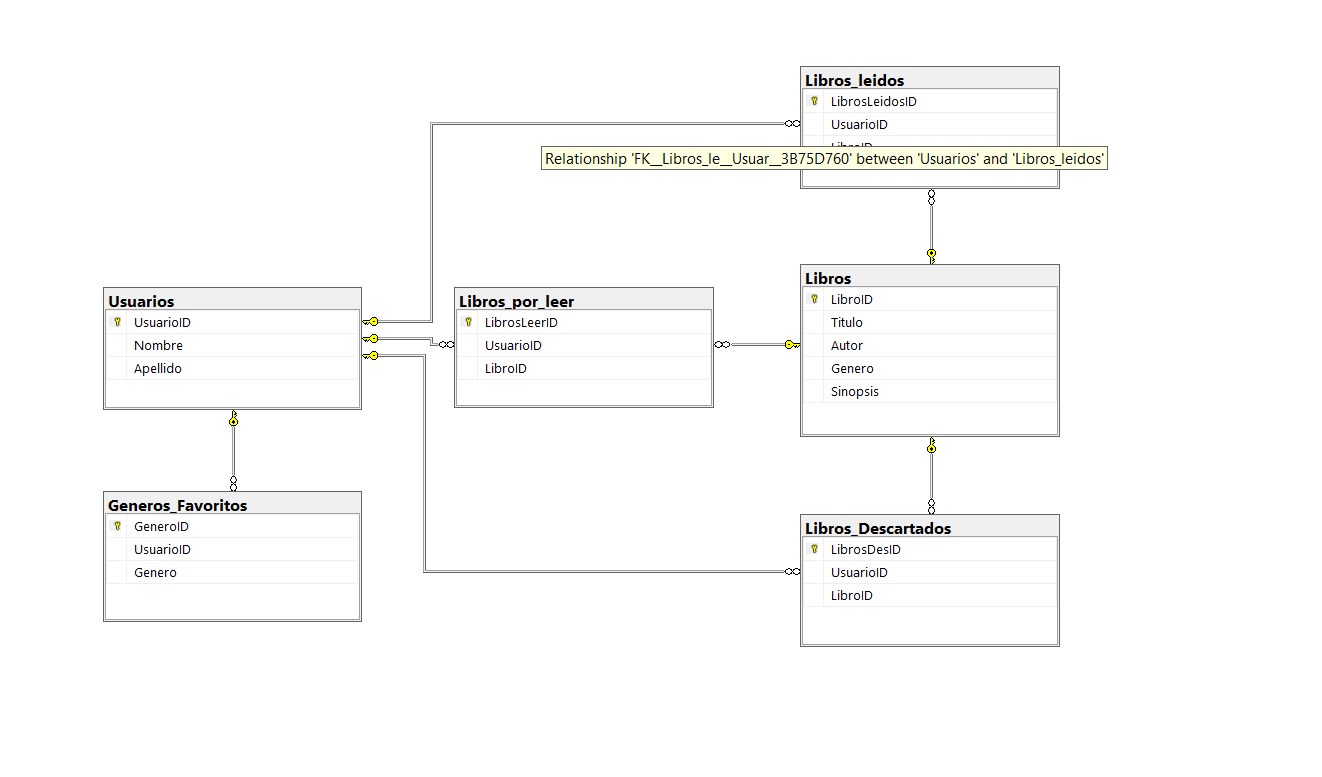 Libros_leidos
LibrosLeidosID
UsuarioID
LibroID
Relationship 'FK__Libros_le__Usuar__3B75D760' between 'Usuarios' and 'Libros_leidos'
Usuarios
UsuarioID
Nombre
Apellido
Libros_por_leer
LibrosLeerID
UsuarioID
LibroID
Libros
LibroID
Titulo
Autor
Genero
Sinopsis
Generos_Favoritos
GeneroID
UsuarioID
Genero
Libros_Descartados
LibrosDesID
UsuarioID
LibroID